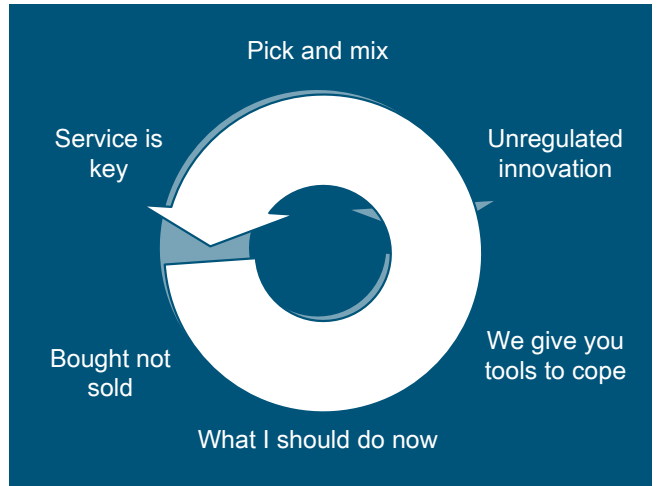 Pick and mix
Service is
key
Unregulated
innovation
Bought not
sold
We give you
tools to cope
What I should do now